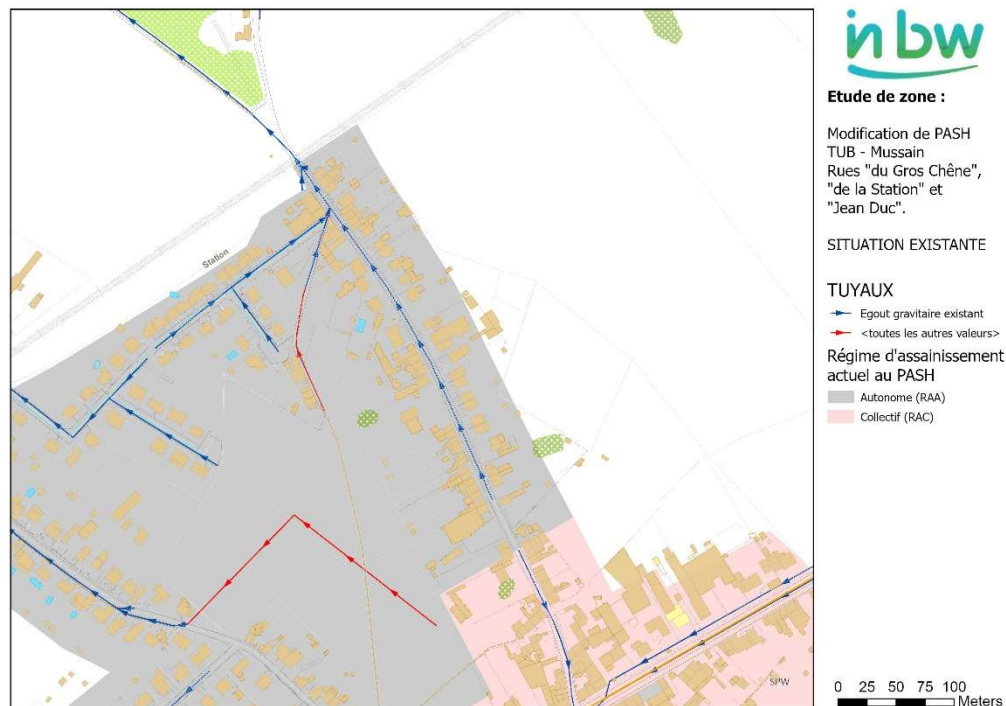 in bw
Etude de zone :
Modification de PASH
TUB - Mussain
Rues "du Gros Chêne",
"de la Station" et
"Jean Duc".
SITUATION EXISTANTE
TUYAUX
Egout gravitaire existant
<toutes les autres valeurs>
Régime d'assainissement
actuel au PASH
Autonome (RAA)
Collectif (RAC)
Station
SPW
0 25 50 75 100
Meters